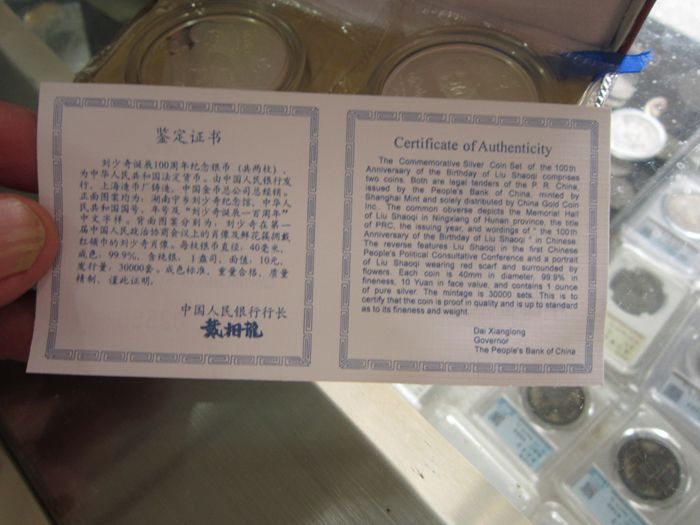 鉴定证书
刘少奇诞辰100周年纪念银币（共两枚），
为中华人民共和国法定货币。由中国人民银行发
行，上海造币厂铸造，中国金币总公司总经销。
正面图案均为：湖南宁乡刘少奇纪念馆，中华人
民共和国国号、年号及“刘少奇诞辰一百周年”
中文字样。背面图案分别为：刘少奇在第一
届中国人民政治协商会议上的肖像及鲜花簇拥戴
红领巾的刘少奇肖像。每枚银币直径：40毫米，
成色：99.9%，含纯银：1盎司，面值：10元，
发行量：30000套。成色标准，重量合格，质量
精制，谨此证明。
中国人民银行行长
戴相龙
Certificate of Authenticity
The Commemorative Silver Coin Set of the 100th
Anniversary of the Birthday of Liu Shaoqi comprises
two coins. Both are legal tenders of the P. R. China,
issued by the People's Bank of China, minted by
Shanghai Mint and solely distributed by China Gold Coin
Inc. The common obverse depicts the Memorial Hall
of Liu Shaoqi in Ningxiang of Hunan province, the title
of PRC, the issuing year, and wordings of " the 100th
Anniversary of the Birthday of Liu Shaoqi " in Chinese.
The reverse features Liu Shaoqi in the first Chinese
People's Political Consultative Conference and a portrait
of Liu Shaoqi wearing red scarf and surrounded by
flowers. Each coin is 40mm in diameter, 99.9% in
fineness, 10 Yuan in face value, and contains 1 ounce
of pure silver. The mintage is 30000 sets. This is to
certify that the coin is proof in quality and is up to standard
as to its fineness and weight.
Dai Xianglong
Governor
The People's Bank of China